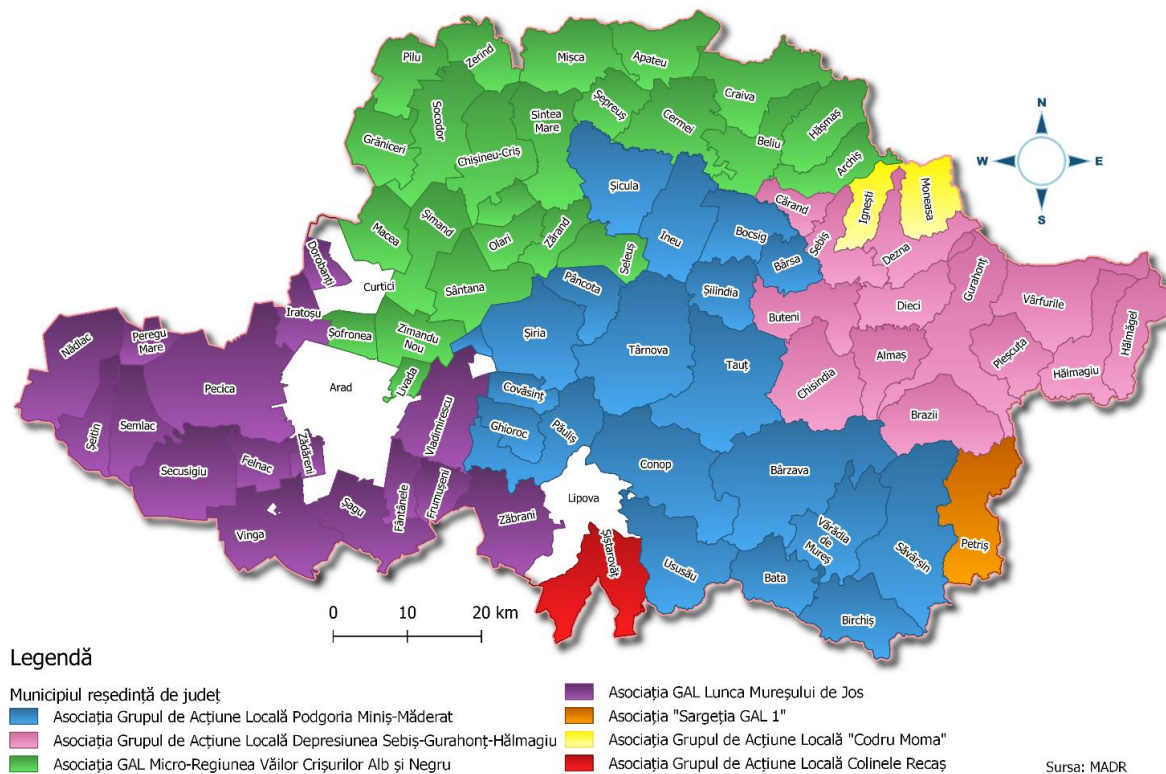 Pilu
Zerind
Mișca
Apateu
Socodor
Sintea
Mare
Șepreuș
Craiva
Hășmaș
Grăniceri
Chișineu-Criș
Cermei
Beliu
Archiș
N
W
E
S
Șicula
Ignești
Moneasa
Macea
Șimand
Olari
Zărand
Ineu
Bocsig
Cărand
Sebiș
Dezna
Dorobanți
Seleuș
Bârsa
Gurahonț
Curtici
Sântana
Pâncota
Șilindia
Buteni
Dieci
Vârfurile
Hălmăgel
Iratoșu
Nădlac
Peregu
Mare
Șofronea
Zimandu
Nou
Șiria
Târnova
Tauț
Almaș
Pleșcuța
Hălmagiu
Pecica
Arad
Livada
Covăsinț
Chisindia
Brazii
Șeitin
Semlac
Vladimirescu
Ghioroc
Păuliș
Secusigiu
Felnac
Zădăreni
Conop
Bârzava
Lipova
Vinga
Șagu
Fântânele
Frumușeni
Zăbrani
Șiștarovăț
Ususău
Vărădia
de
Mureș
Săvârșin
Petriș
Bata
Birchiș
0 10 20 km
Legendă
Municipiul reședință de județ
Asociația Grupul de Acțiune Locală Podgoria Miniș-Măderat
Asociația Grupul de Acțiune Locală Depresiunea Sebiș-Gurahonț-Hălmagiu
Asociația GAL Micro-Regiunea Văilor Crișurilor Alb și Negru
Asociația GAL Lunca Mureșului de Jos
Asociația "Sargeția GAL 1"
Asociația Grupul de Acțiune Locală "Codru Moma"
Asociația Grupul de Acțiune Locală Colinele Recaș
Sursa: MADR